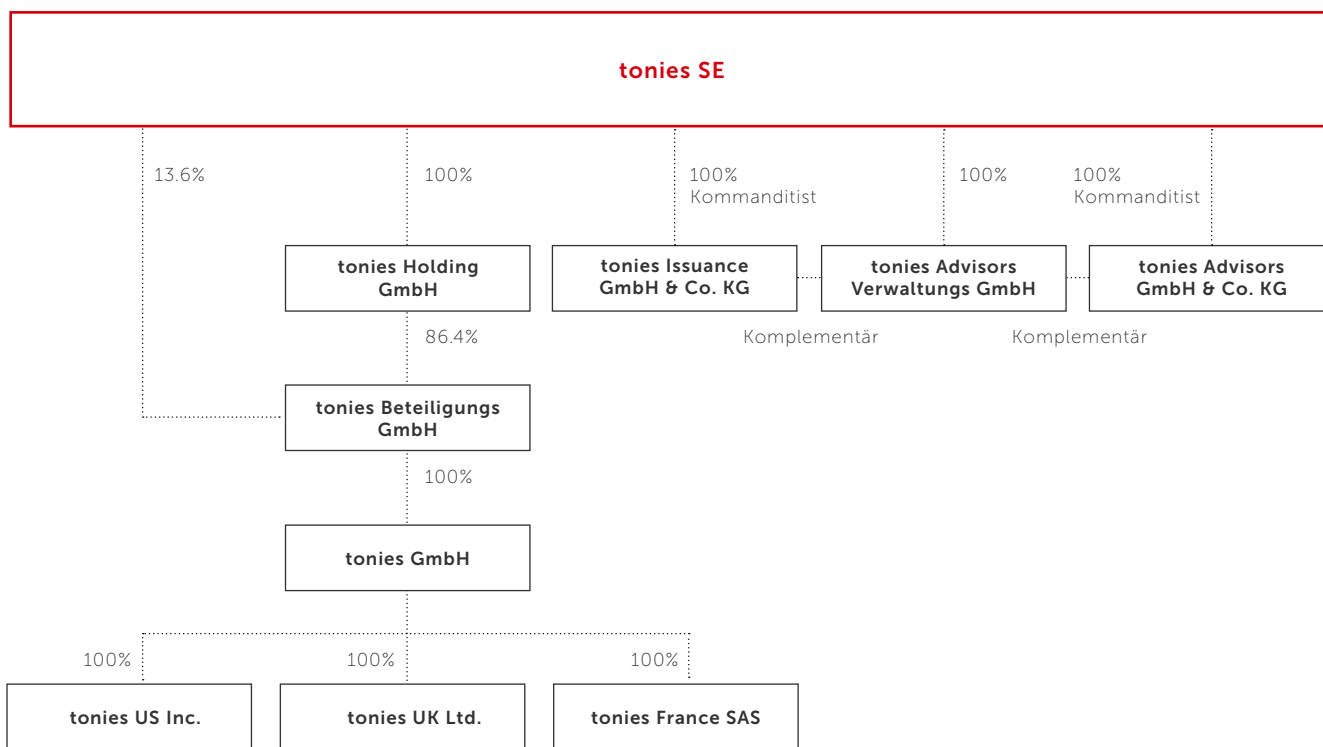 tonies SE
13.6%
100%
100%
Kommanditist
100%
100%
Kommanditist
tonies Holding
GmbH
tonies Issuance
GmbH & Co. KG
tonies Advisors
Verwaltungs GmbH
tonies Advisors
GmbH & Co. KG
86.4%
Komplementär
Komplementär
tonies Beteiligungs
GmbH
100%
tonies GmbH
100%
100%
100%
tonies US Inc.
tonies UK Ltd.
tonies France SAS